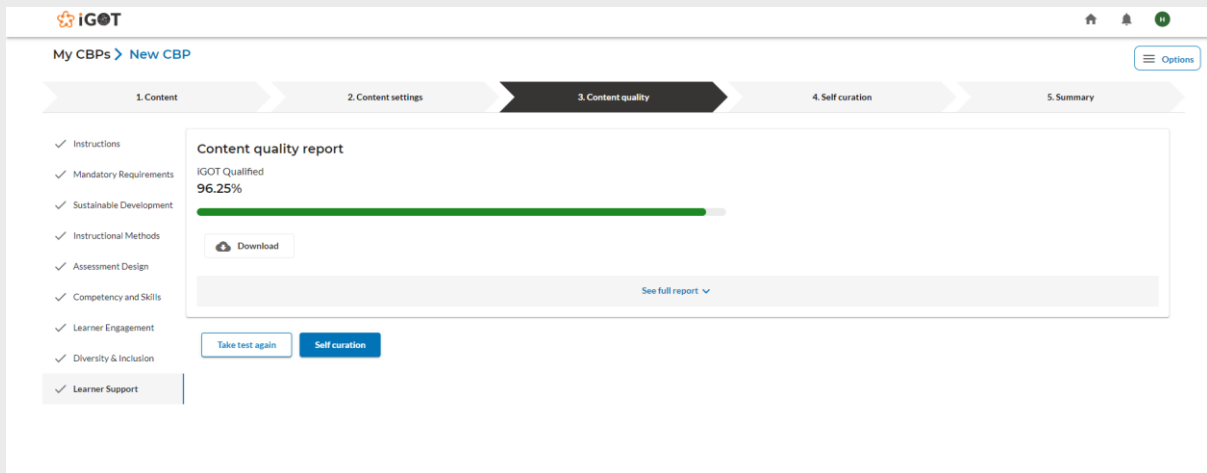 iGOT
H
My CBPs New CBP
Options
1. Content
2. Content settings
3. Content quality
4. Self curation
5. Summary
Instructions
Mandatory Requirements
Sustainable Development
Instructional Methods
Assessment Design
Competency and Skills
Learner Engagement
Diversity & Inclusion
Learner Support
Content quality report
iGOT Qualified
96.25%
Download
See full report
Take test again
Self curation